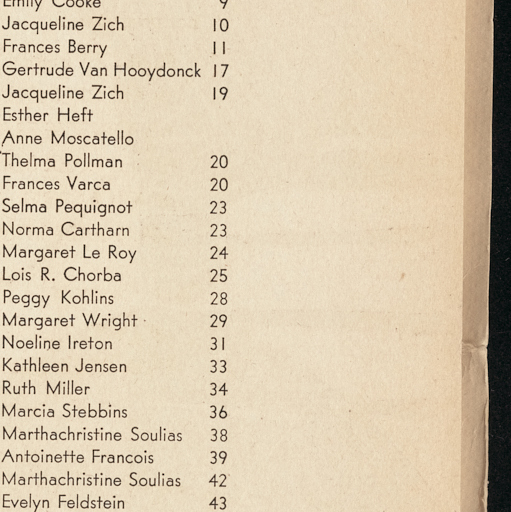 Emily Cooke 9
Jacqueline Zich 10
Frances Berry 11
Gertrude Van Hooydonck 17
Jacqueline Zich 19
Esther Heft
Anne Moscatello
Thelma Pollman 20
Frances Varca 20
Selma Pequignot 23
Norma Cartharn 23
Margaret Le Roy 24
Lois R. Chorba 25
Peggy Kohlins 28
Margaret Wright 29
Noeline Ireton 31
Kathleen Jensen 33
Ruth Miller 34
Marcia Stebbins 36
Marthachristine Soulias 38
Antoinette Francois 39
Marthachristine Soulias 42
Evelyn Feldstein 43